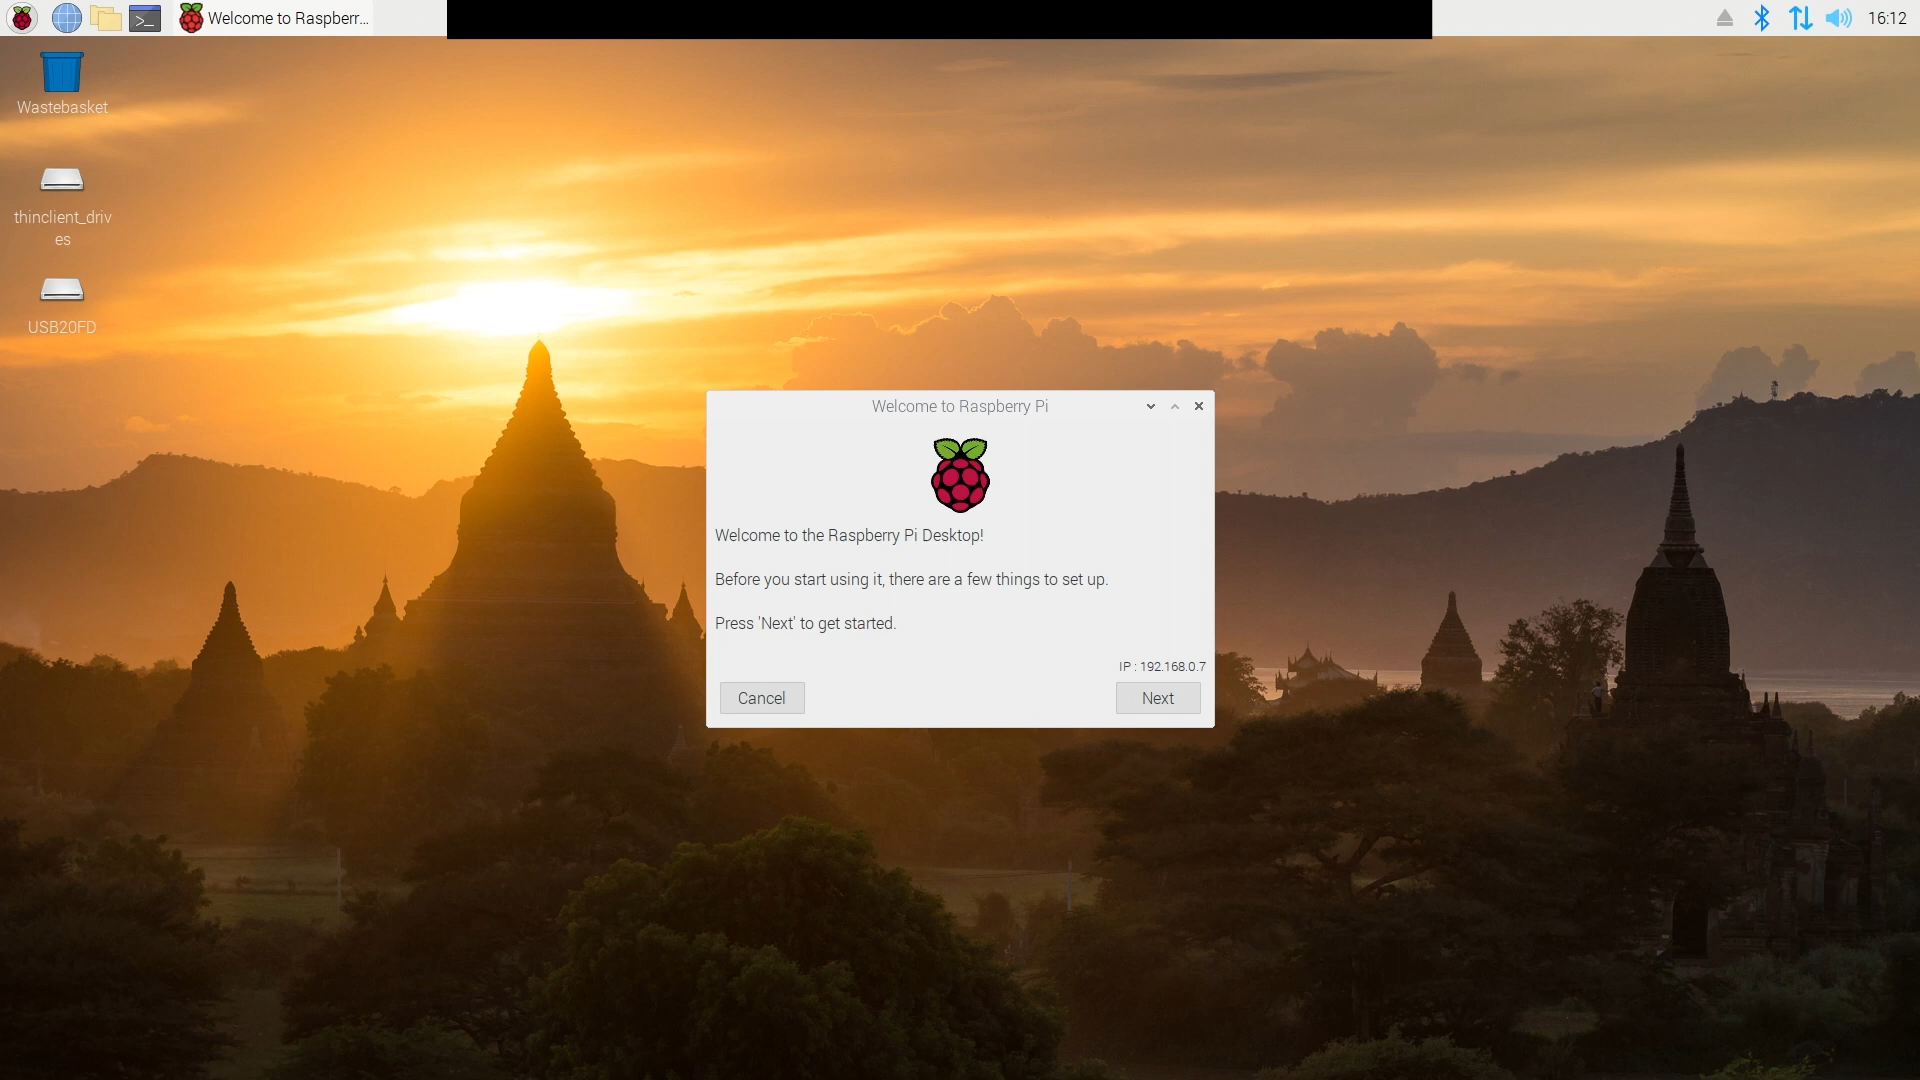 Welcome to Raspberr...
16:12
Wastebasket
thinclient_driv
es
USB20FD
Welcome to Raspberry Pi
Welcome to the Raspberry Pi Desktop!
Before you start using it, there are a few things to set up.
Press 'Next' to get started.
IP : 192.168.0.7
Cancel
Next